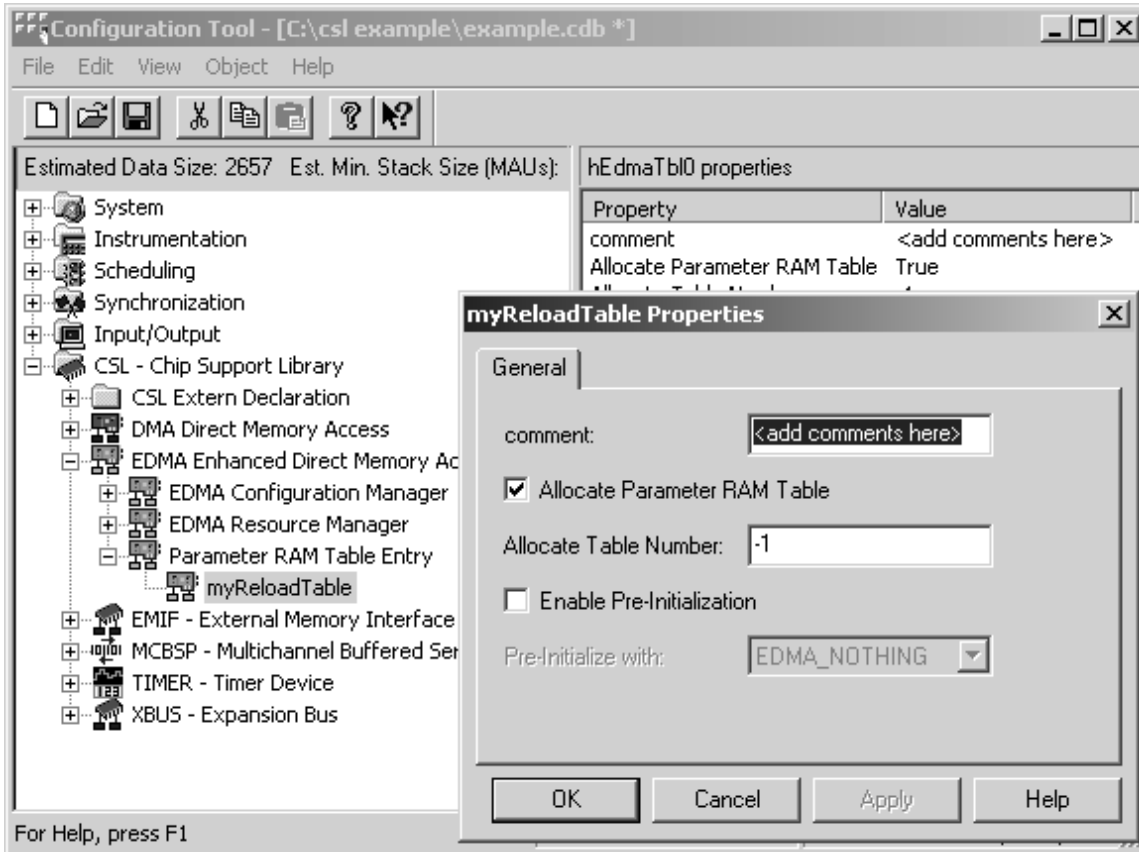 Configuration Tool - [C:\csl example\example.cdb *]
File Edit View Object Help
Estimated Data Size: 2657 Est. Min. Stack Size (MAUs):
hEdmaTbl0 properties
Property Value
comment <add comments here>
Allocate Parameter RAM Table True
System
Instrumentation
Scheduling
Synchronization
Input/Output
CSL - Chip Support Library
CSL Extern Declaration
DMA Direct Memory Access
EDMA Enhanced Direct Memory Ac
EDMA Configuration Manager
EDMA Resource Manager
Parameter RAM Table Entry
myReloadTable
EMIF - External Memory Interface
MCBSP - Multichannel Buffered Ser
TIMER - Timer Device
XBUS - Expansion Bus
myReloadTable Properties
General
comment: <add comments here>
Allocate Parameter RAM Table
Allocate Table Number: -1
Enable Pre-Initialization
Pre-Initialize with: EDMA_NOTHING
OK Cancel Apply Help
For Help, press F1